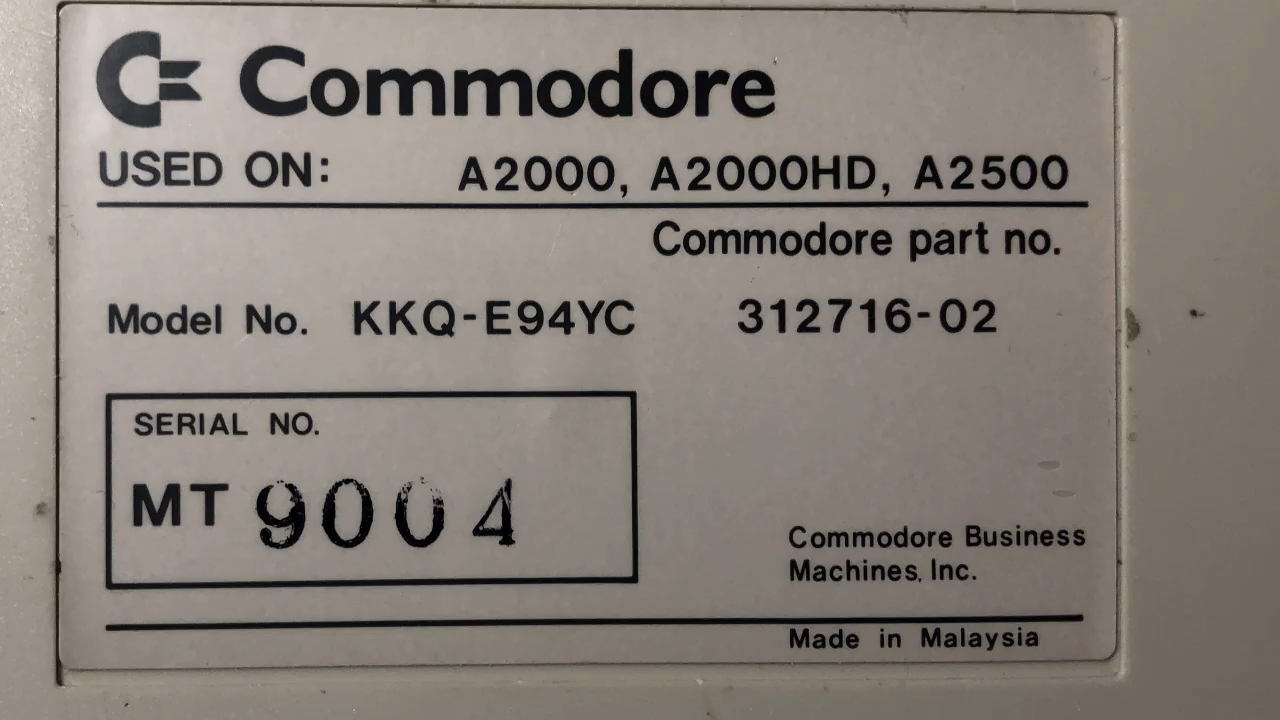 Commodore
USED ON: A2000, A2000HD, A2500
Commodore part no.
Model No. KKQ-E94YC 312716-02
SERIAL NO.
MT 9004
Commodore Business
Machines, Inc.
Made in Malaysia